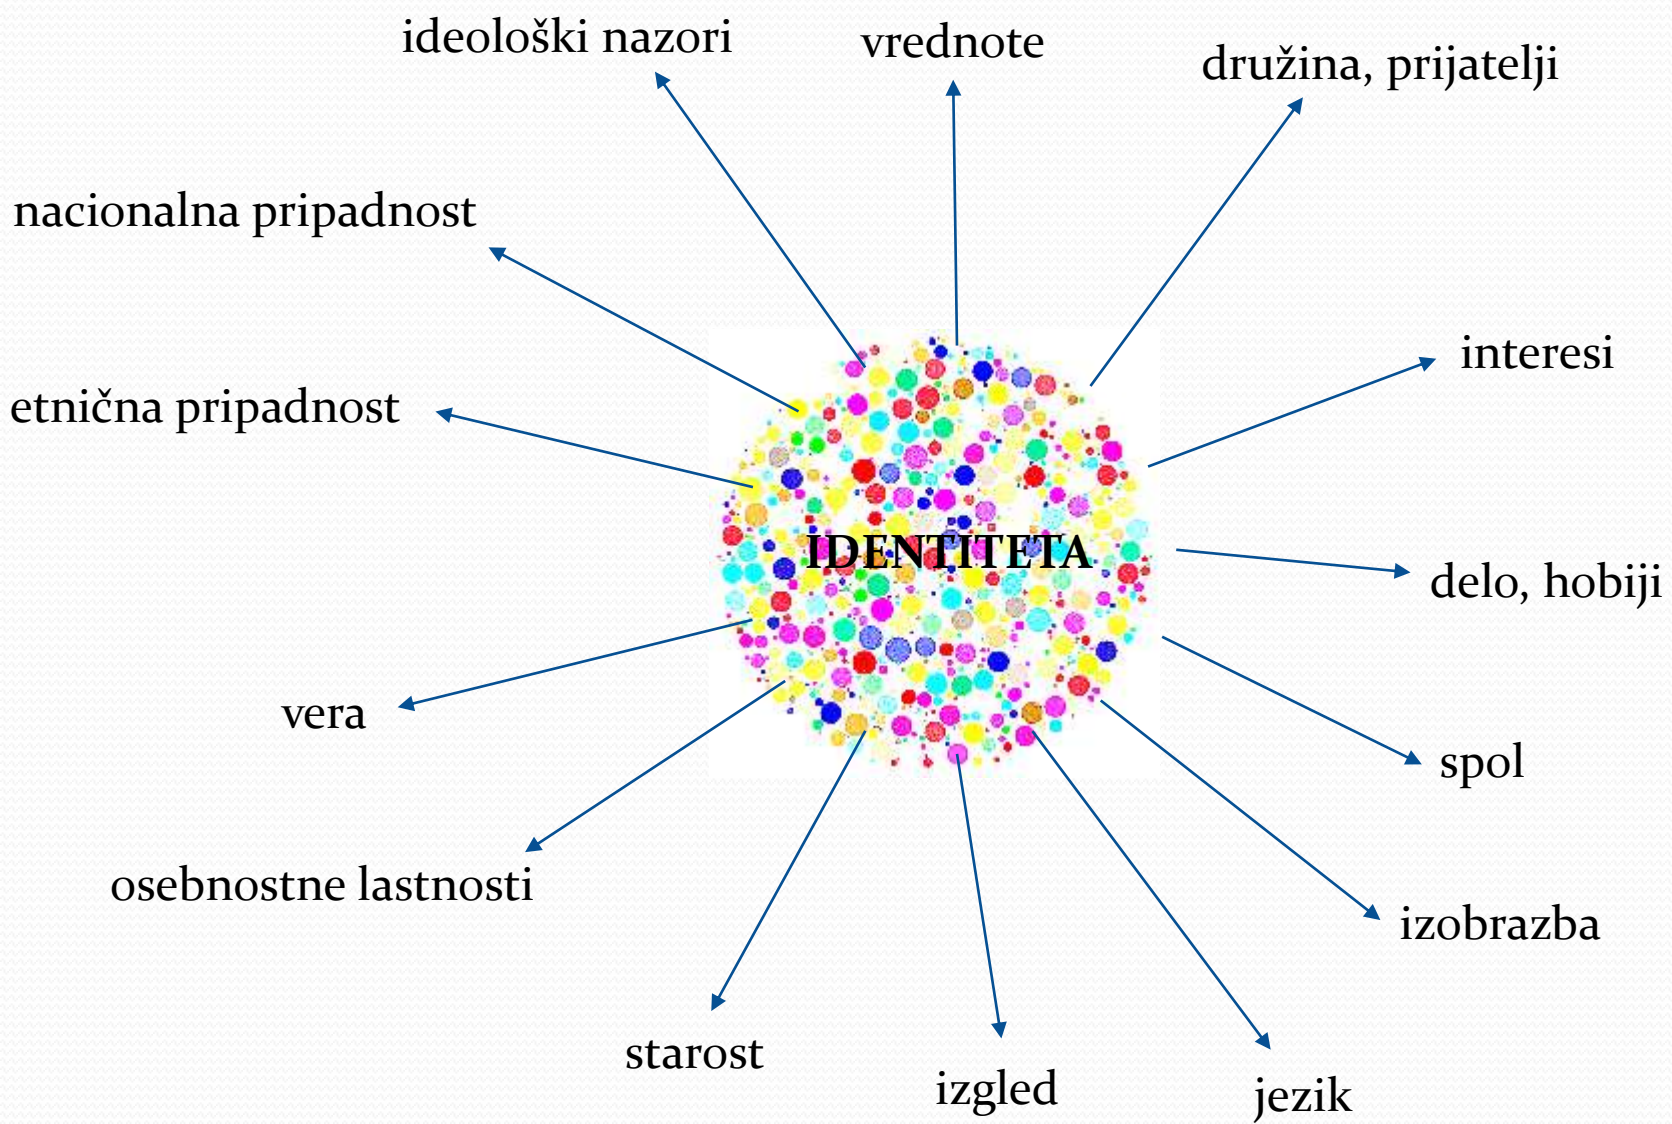 ideološki nazori
vrednote
družina, prijatelji
nacionalna pripadnost
interesi
etnična pripadnost
IDENTITETA
delo, hobiji
vera
spol
osebnostne lastnosti
izobrazba
starost
izgled
jezik